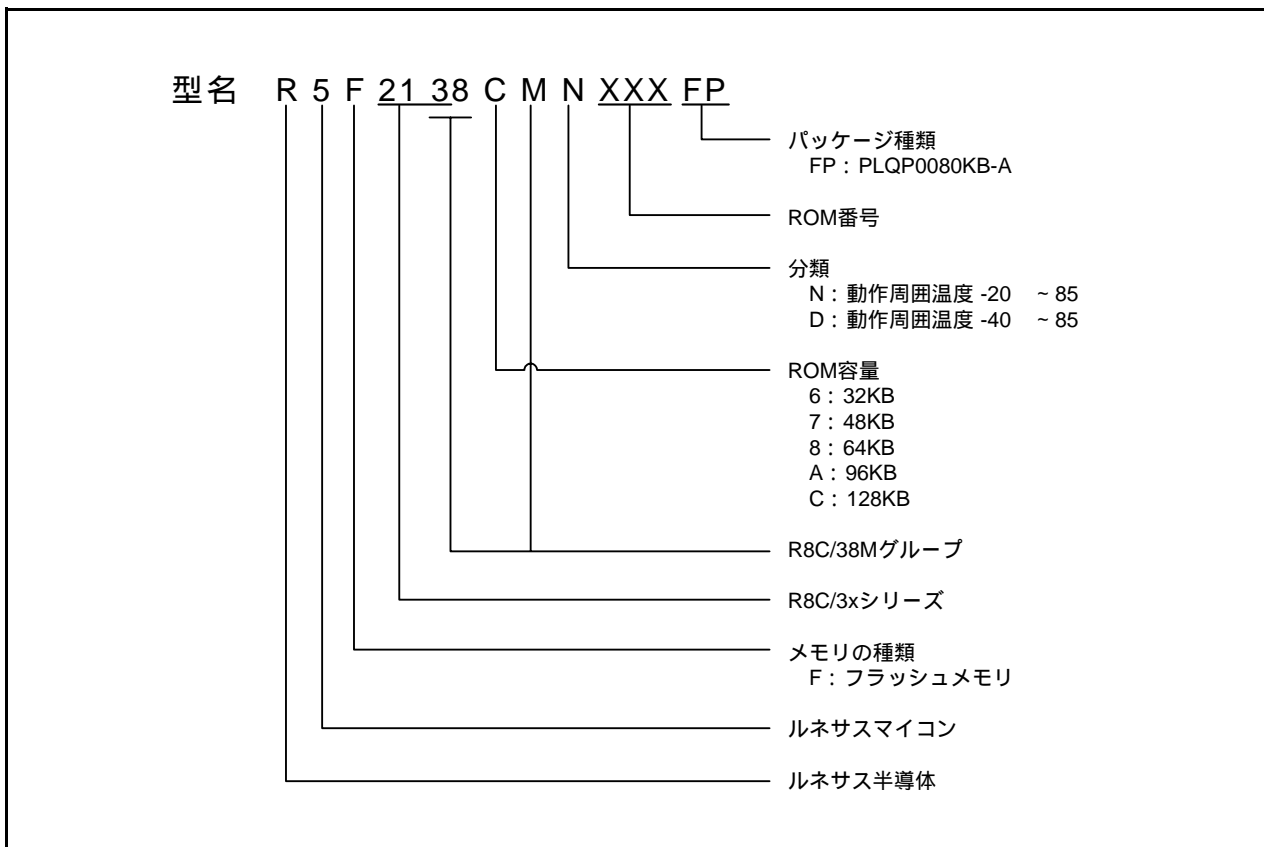 型名 R 5 F 21 38 C M N XXX FP
パッケージ種類
FP : PLQP0080KB-A
ROM番号
分類
N : 動作周囲温度 -20 ~ 85
D : 動作周囲温度 -40 ~ 85
ROM容量
6 : 32KB
7 : 48KB
8 : 64KB
A : 96KB
C : 128KB
R8C/38Mグループ
R8C/3xシリーズ
メモリの種類
F : フラッシュメモリ
ルネサスマイコン
ルネサス半導体